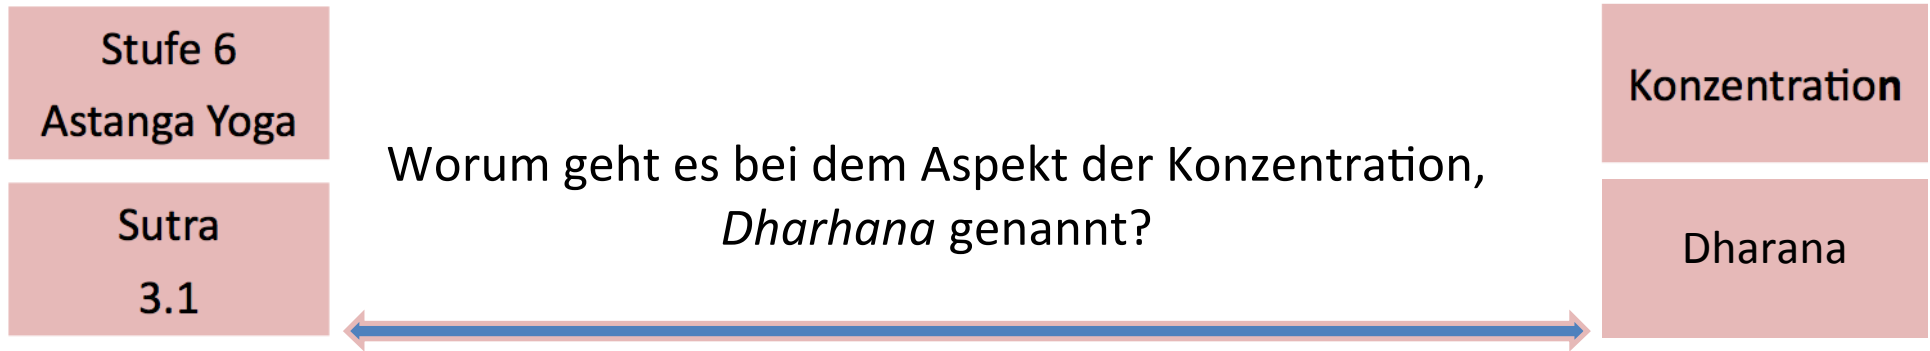 Stufe 6
Astanga Yoga
Sutra
3.1
Worum geht es bei dem Aspekt der Konzentration,
Dharhana genannt?
Konzentration
Dharana